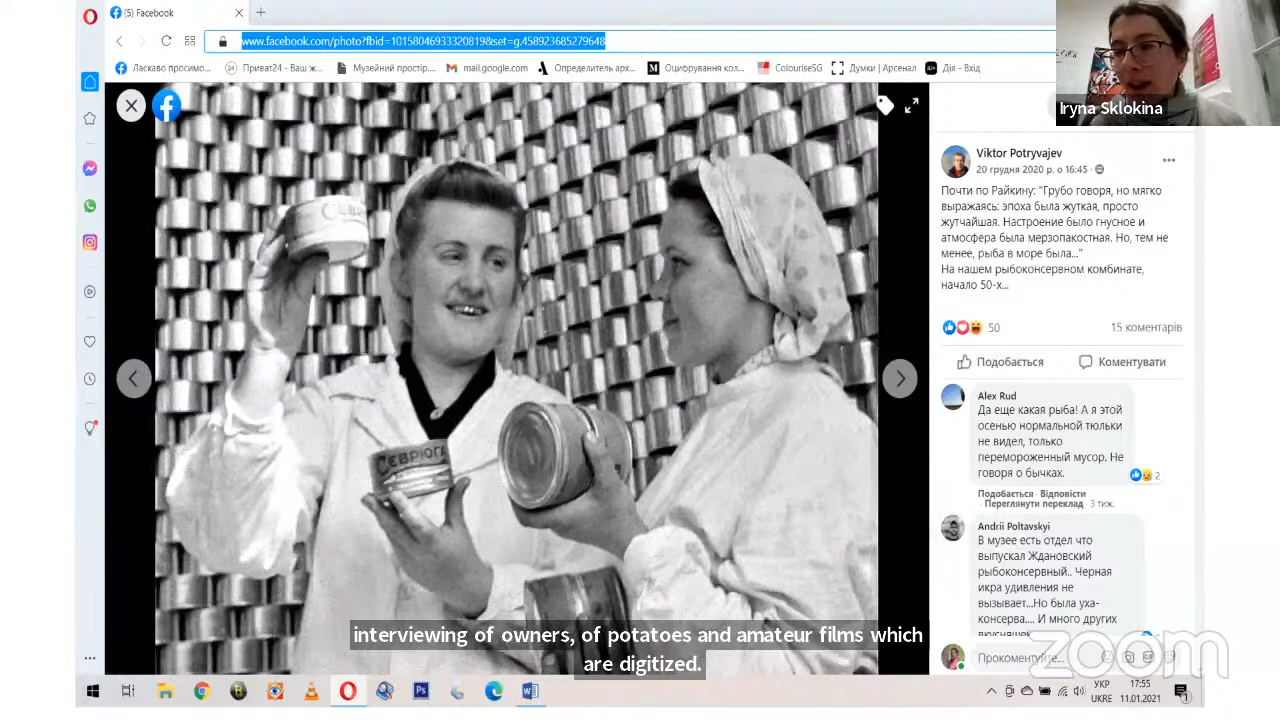 (5) Facebook
www.facebook.com/photo?fbid=10158046933320819&set=g.458923685279648
Ласкаво просимо...
Приват24 - Ваш ж...
Музейний простір...
mail.google.com
Определитель арх...
Оцифрування кол...
ColouriseSG
Думки | Арсенал
Дія - Вхід
Iryna Sklokina
СЕВРЮГА
Viktor Potryvajev
20 грудня 2020 р. о 16:45
Почти по Райкину: "Грубо говоря, но мягко
выражаясь: эпоха была жуткая, просто
жутчайшая. Настроение было гнусное и
атмосфера была мерзопакостная. Но, тем не
менее, рыба в море была..."
На нашем рыбоконсервном комбинате,
начало 50-х...
50
15 коментарів
Подобається
Коментувати
Alex Rud
Да еще какая рыба! А я этой
осенью нормальной тюльки
не видел, только
перемороженный мусор. Не
говоря о бычках.
2
Подобається · Відповісти
· Переглянути переклад · 3 тиж.
Andrii Poltavskyi
В музее есть отдел что
выпускал Ждановский
рыбоконсервный.. Черная
икра удивления не
вызывает...Но была уха-
консерва.... И много других
вкуснящек
Прокоментуйте...
interviewing of owners, of potatoes and amateur films which
are digitized.
zoom
УКР
UKRE
17:55
11.01.2021
1